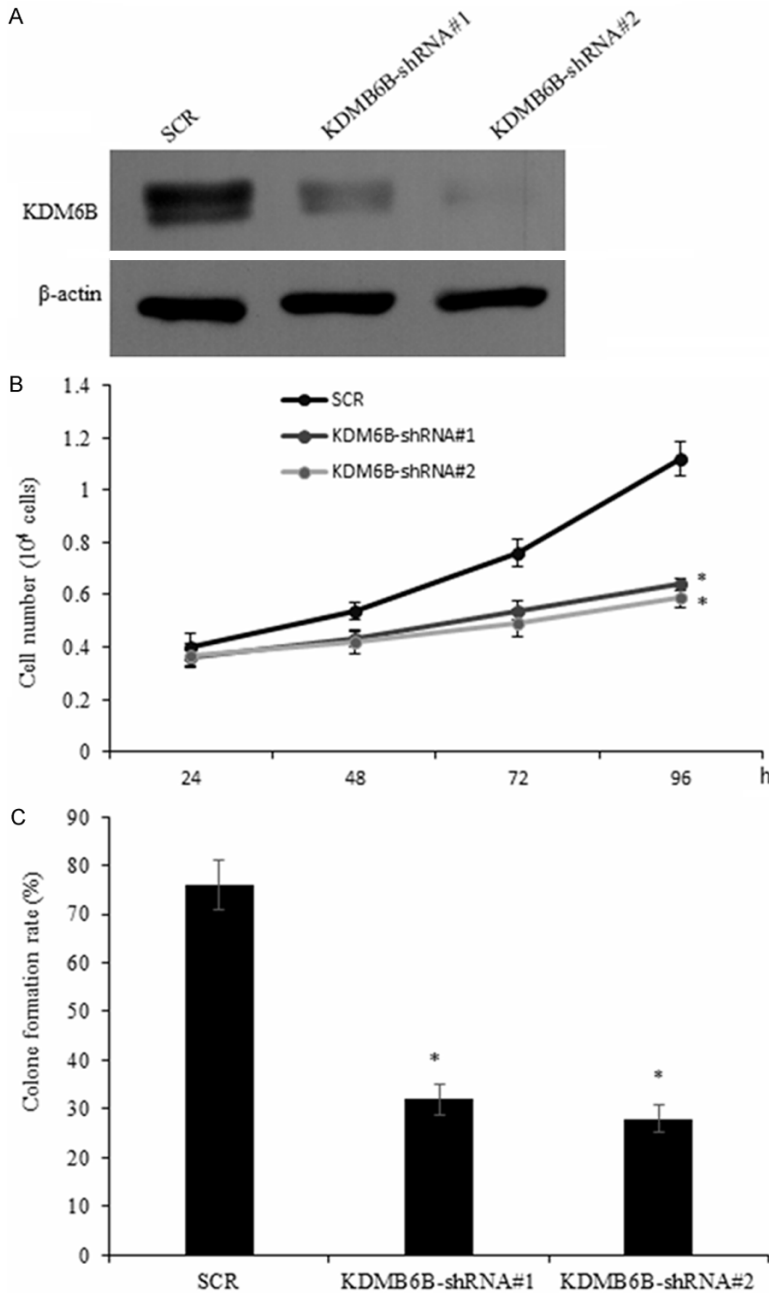 A
SCR
KDMB6B-shRNA#1
KDMB6B-shRNA#2
KDM6B
β-actin
B
1.4
1.2
1
0.8
0.6
0.4
0.2
0
Cell number (10⁴ cells)
SCR
KDM6B-shRNA#1
KDM6B-shRNA#2
*
*
24 48 72 96 h
C
90
80
70
60
50
40
30
20
10
0
Colone formation rate (%)
*
*
SCR KDMB6B-shRNA#1 KDMB6B-shRNA#2